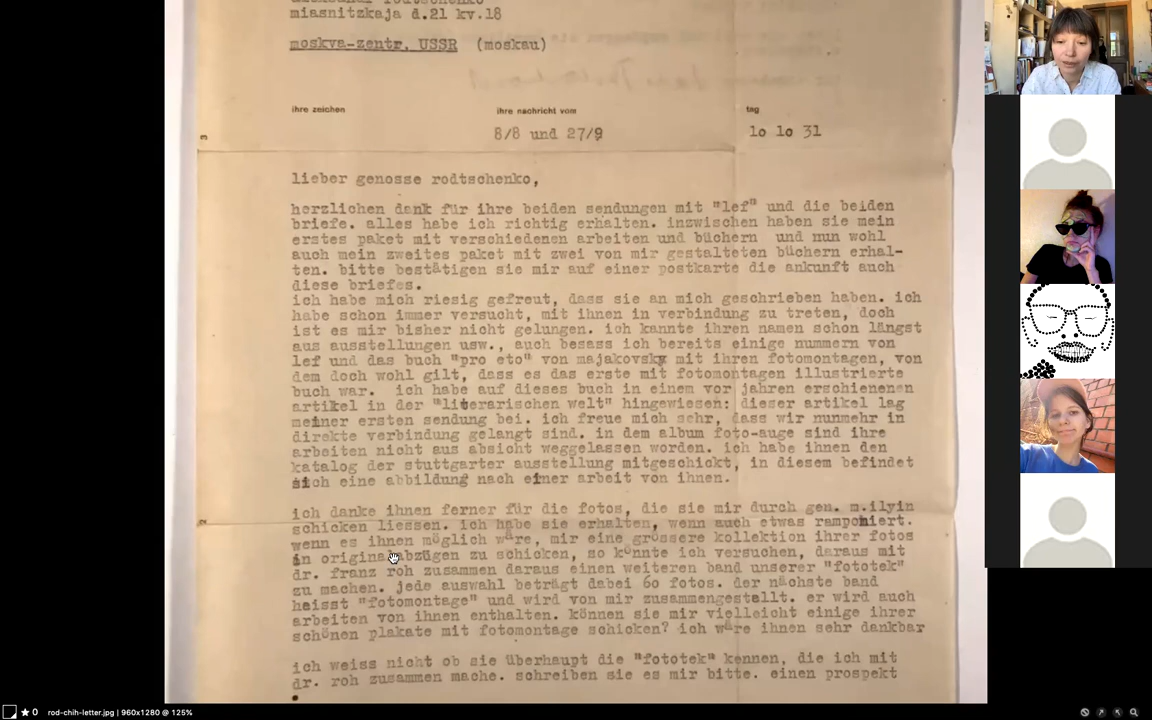 miasnitzkaja d.21 kv.18
moskva-zentr, USSR (moskau)
ihre zeichen ihre nachricht vom tag
8/8 und 27/9 lo lo 31
lieber genosse rodtschenko,
herzlichen dank für ihre beiden sendungen mit "lef" und die beiden
briefe. alles habe ich richtig erhalten. inzwischen haben sie mein
erstes paket mit verschiedenen arbeiten und büchern und nun wohl
auch mein zweites paket mit zwei von mir gestalteten büchern erhal-
ten. bitte bestätigen sie mir auf einer postkarte die ankunft auch
diese briefes.
ich habe mich riesig gefreut, dass sie an mich geschrieben haben. ich
habe schon immer versucht, mit ihnen in verbindung zu treten, doch
ist es mir bisher nicht gelungen. ich kannte ihren namen schon längst
aus ausstellungen usw., auch besass ich bereits einige nummern von
lef und das buch "pro eto" von majakovsky mit ihren fotomontagen, von
dem doch wohl gilt, dass es das erste mit fotomontagen illustrierte
buch war. ich habe auf dieses buch in einem vor jahren erschienenen
artikel in der "literarischen welt" hingewiesen: dieser artikel lag
meiner ersten sendung bei. ich freue mich sehr, dass wir nunmehr in
direkte verbindung gelangt sind. in dem album foto-auge sind ihre
arbeiten nicht aus absicht weggelassen worden. ich habe ihnen den
katalog der stuttgarter ausstellung mitgeschickt, in diesem befindet
sich eine abbildung nach einer arbeit von ihnen.
ich danke ihnen ferner für die fotos, die sie mir durch gen. m.ilyin
schicken liessen. ich habe sie erhalten, wenn auch etwas ramponiert.
wenn es ihnen möglich wäre, mir eine grössere kollektion ihrer fotos
in originalabzügen zu schicken, so könnte ich versuchen, daraus mit
dr. franz roh zusammen daraus einen weiteren band unserer "fototek"
zu machen. jede auswahl beträgt dabei 6o fotos. der nächste band
heisst "fotomontage" und wird von mir zusammengestellt. er wird auch
arbeiten von ihnen enthalten. können sie mir vielleicht einige ihrer
schönen plakate mit fotomontage schicken? ich wäre ihnen sehr dankbar
ich weiss nicht ob sie überhaupt die "fototek" kennen, die ich mit
dr. roh zusammen mache. schreiben sie es mir bitte. einen prospekt
0 rod-chih-letter.jpg | 960x1280 @ 125%